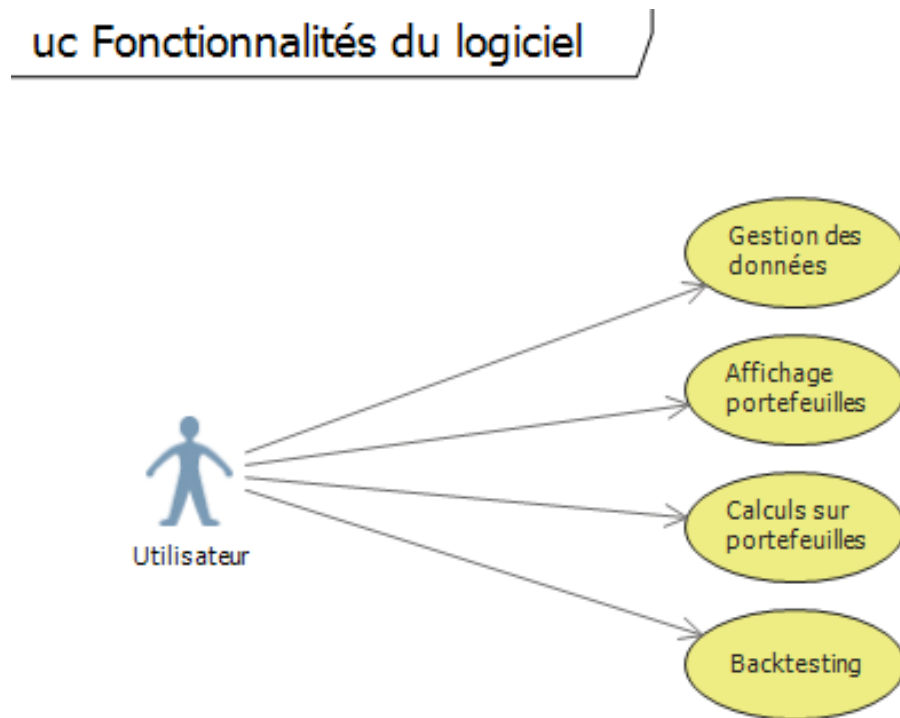 uc Fonctionnalités du logiciel
Gestion des
données
Affichage
portefeuilles
Calculs sur
portefeuilles
Utilisateur
Backtesting